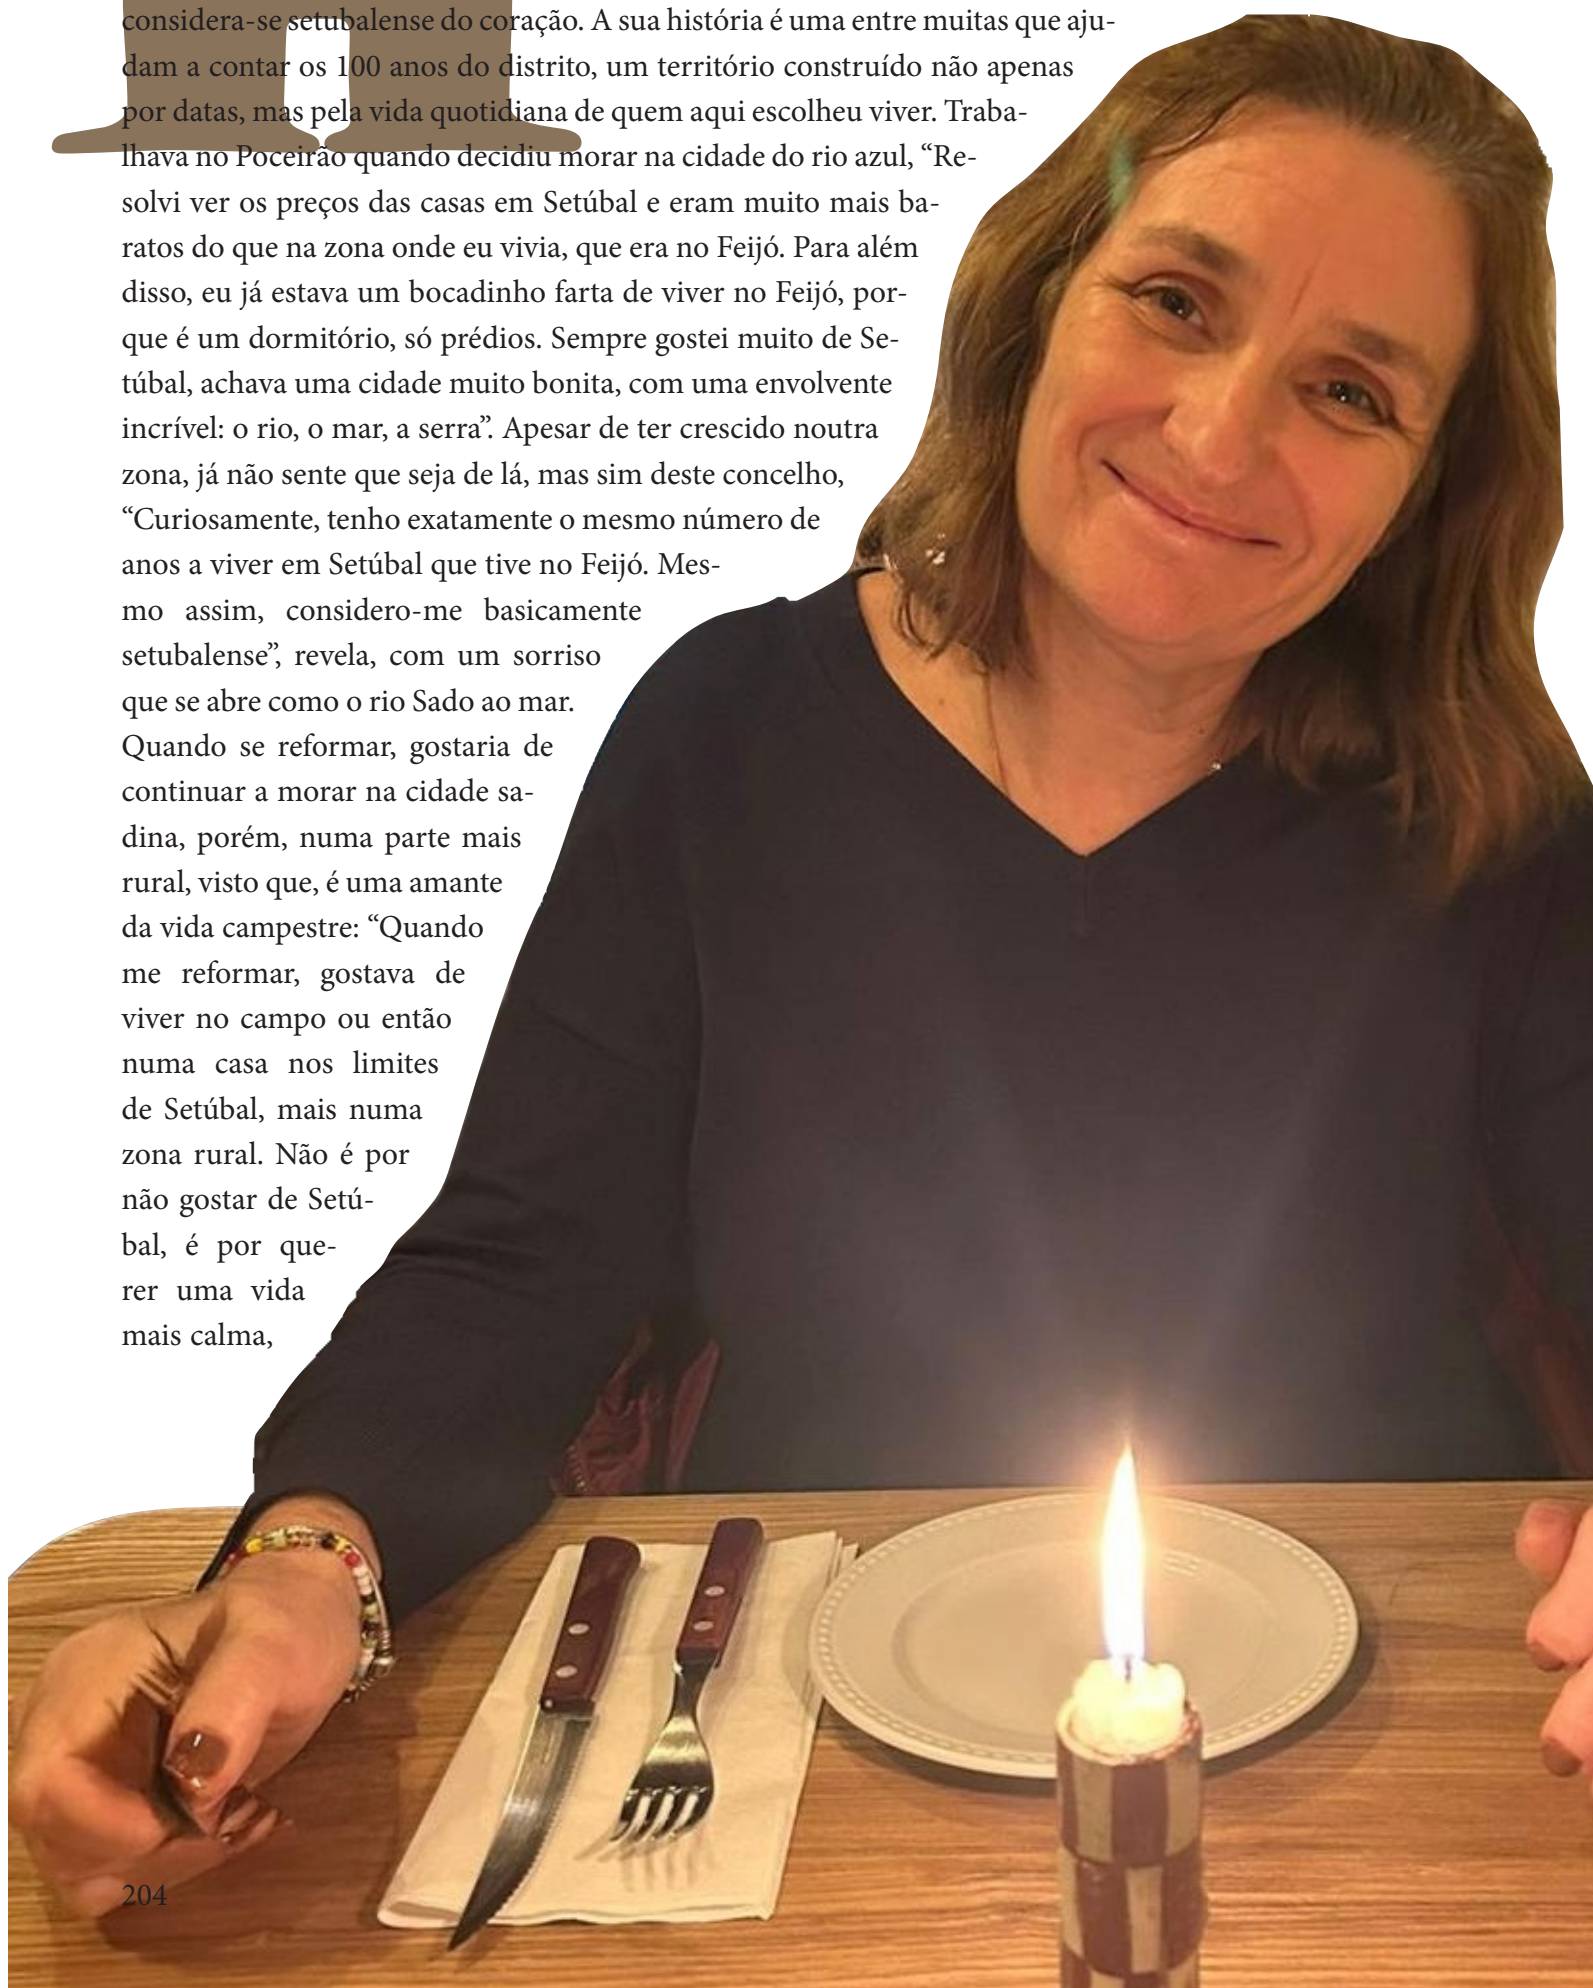 considera-se setubalense do coração. A sua história é uma entre muitas que aju-
dam a contar os 100 anos do distrito, um território construído não apenas
por datas, mas pela vida quotidiana de quem aqui escolheu viver. Traba-
lhava no Poceirão quando decidiu morar na cidade do rio azul, “Re-
solvi ver os preços das casas em Setúbal e eram muito mais ba-
ratos do que na zona onde eu vivia, que era no Feijó. Para além
disso, eu já estava um bocadinho farta de viver no Feijó, por-
que é um dormitório, só prédios. Sempre gostei muito de Se-
túbal, achava uma cidade muito bonita, com uma envolvente
incrível: o rio, o mar, a serra”. Apesar de ter crescido noutra
zona, já não sente que seja de lá, mas sim deste concelho,
“Curiosamente, tenho exatamente o mesmo número de
anos a viver em Setúbal que tive no Feijó. Mes-
mo assim, considero-me basicamente
setubalense”, revela, com um sorriso
que se abre como o rio Sado ao mar.
Quando se reformar, gostaria de
continuar a morar na cidade sa-
dina, porém, numa parte mais
rural, visto que, é uma amante
da vida campestre: “Quando
me reformar, gostava de
viver no campo ou então
numa casa nos limites
de Setúbal, mais numa
zona rural. Não é por
não gostar de Setú-
bal, é por que-
rer uma vida
mais calma,
204